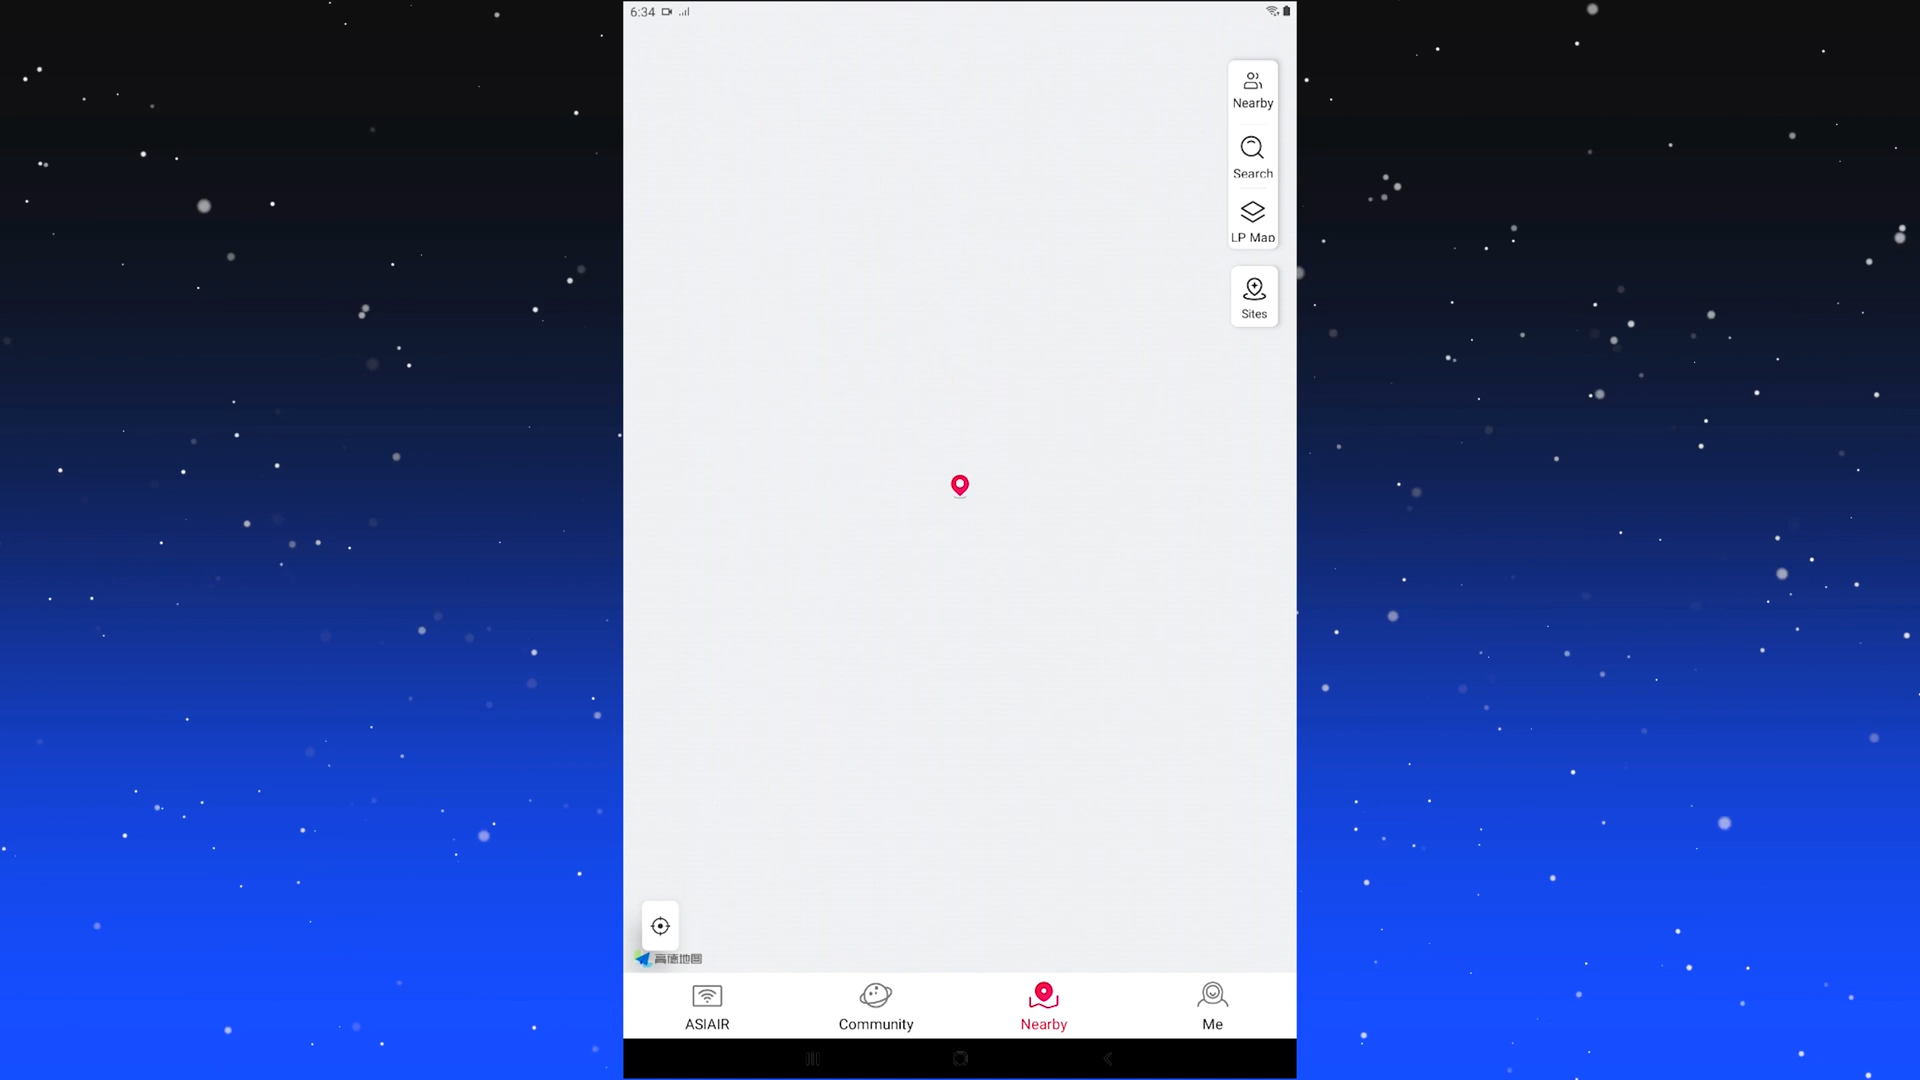 6:34
Nearby
Search
LP Map
Sites
高德地图
ASIAIR
Community
Nearby
Me